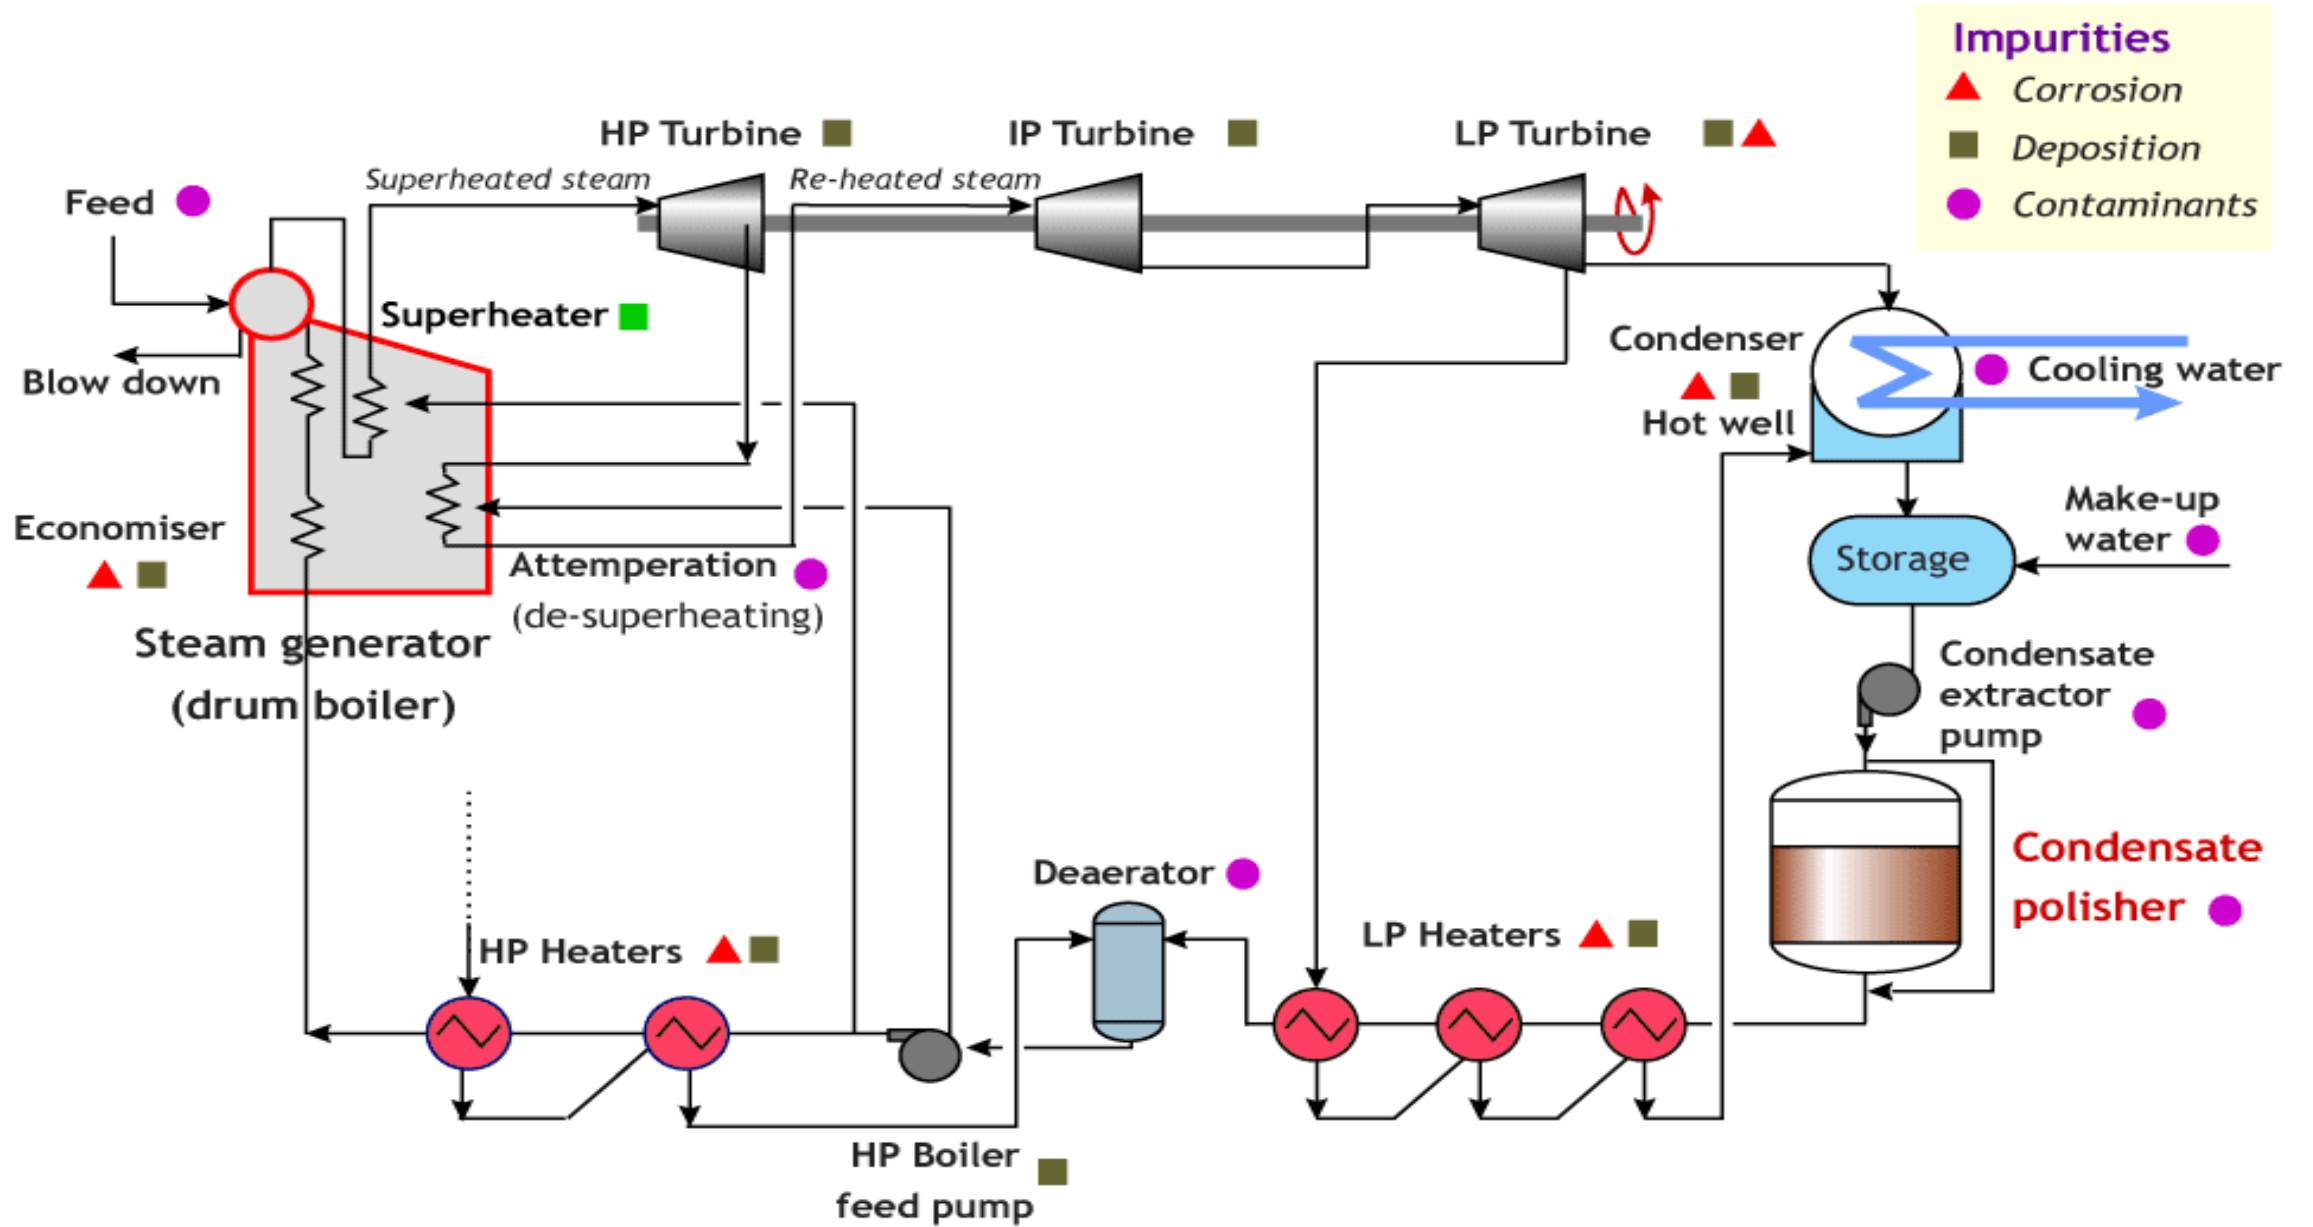 Impurities
Corrosion
Deposition
Contaminants
HP Turbine
IP Turbine
LP Turbine
Superheated steam
Re-heated steam
Feed
Superheater
Blow down
Condenser
Cooling water
Hot well
Economiser
Attemperation
(de-superheating)
Make-up
water
Storage
Steam generator
(drum boiler)
Condensate
extractor
pump
Condensate
polisher
Deaerator
HP Heaters
LP Heaters
HP Boiler
feed pump